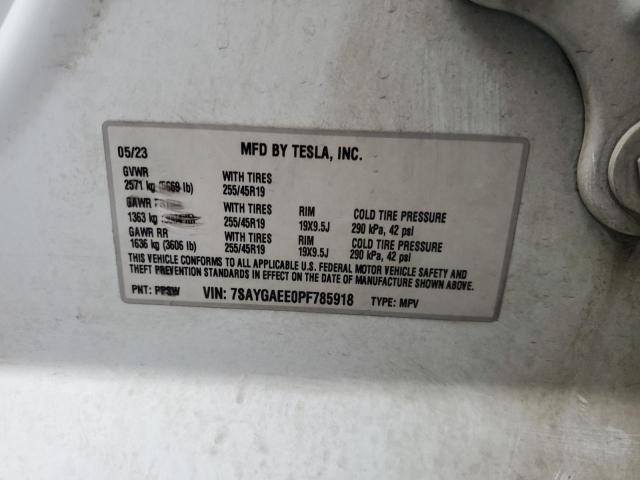 05/23 MFD BY TESLA, INC.
GVWR WITH TIRES
2571 kg (5669 lb) 255/45R19
GAWR WITH TIRES RIM COLD TIRE PRESSURE
1363 kg 255/45R19 19X9.5J 290 kPa, 42 psi
GAWR RR WITH TIRES RIM COLD TIRE PRESSURE
1636 kg (3606 lb) 255/45R19 19X9.5J 290 kPa, 42 psi
THIS VEHICLE CONFORMS TO ALL APPLICABLE U.S. FEDERAL MOTOR VEHICLE SAFETY AND
THEFT PREVENTION STANDARDS IN EFFECT ON THE DATE OF MANUFACTURE SHOWN ABOVE.
PNT: PPSW VIN: 7SAYGAEE0PF785918 TYPE: MPV